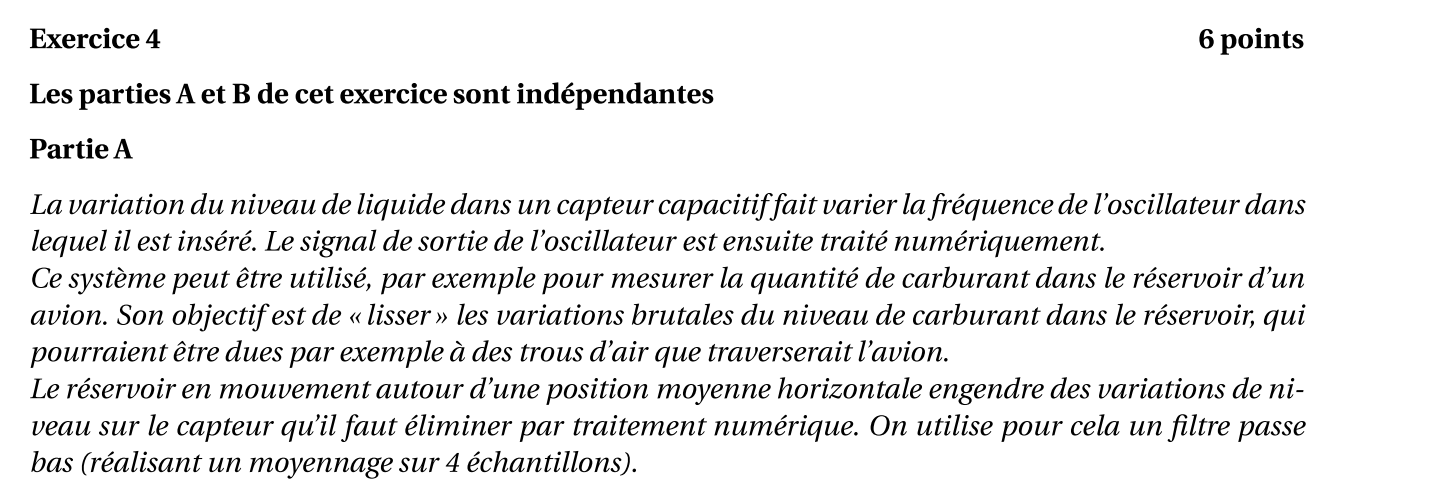 Exercice 4 6 points
Les parties A et B de cet exercice sont indépendantes
Partie A
La variation du niveau de liquide dans un capteur capacitif fait varier la fréquence de l'oscillateur dans
lequel il est inséré. Le signal de sortie de l'oscillateur est ensuite traité numériquement.
Ce système peut être utilisé, par exemple pour mesurer la quantité de carburant dans le réservoir d'un
avion. Son objectif est de « lisser » les variations brutales du niveau de carburant dans le réservoir, qui
pourraient être dues par exemple à des trous d'air que traverserait l'avion.
Le réservoir en mouvement autour d'une position moyenne horizontale engendre des variations de ni-
veau sur le capteur qu'il faut éliminer par traitement numérique. On utilise pour cela un filtre passe
bas (réalisant un moyennage sur 4 échantillons).